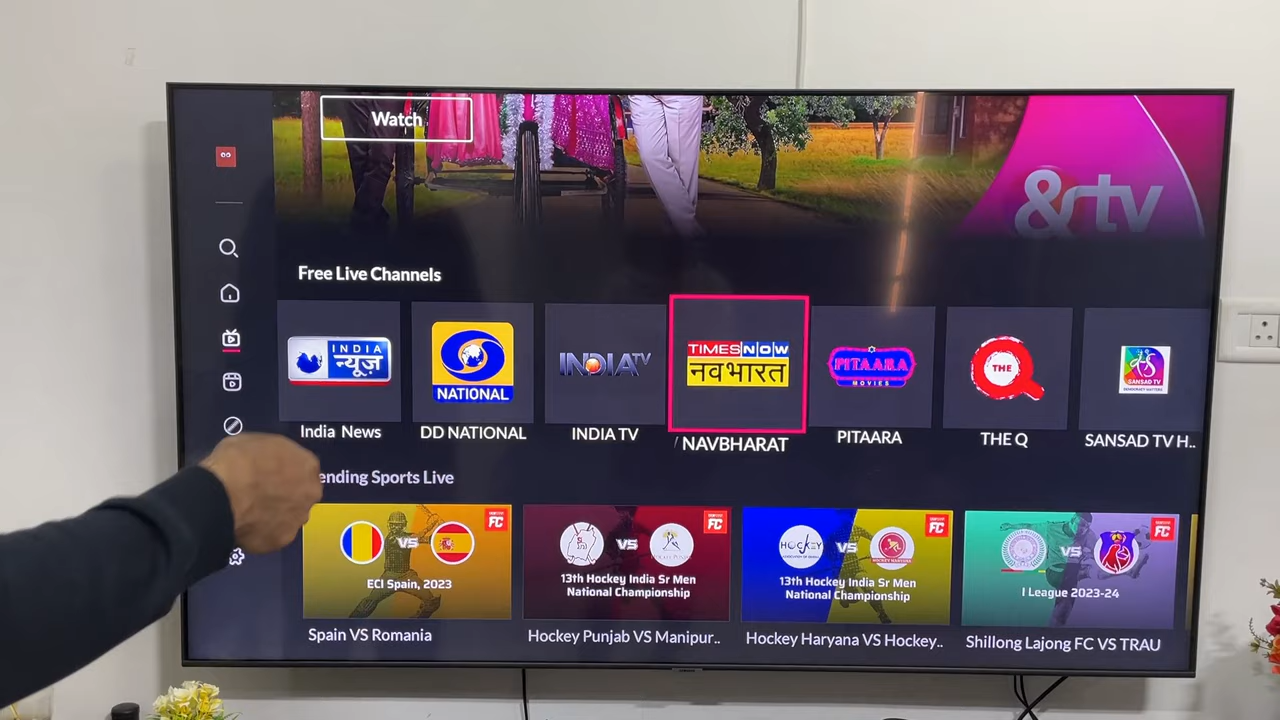 Watch
&tv
Free Live Channels
INDIA
न्यूज़
NATIONAL
INDIA TV
TIMES NOW
नवभारत
PITAARA
MOVIES
THE
SANSAD TV
India News
DD NATIONAL
INDIA TV
NAVBHARAT
PITAARA
THE Q
SANSAD TV H..
ending Sports Live
FC
VS
ECI Spain, 2023
FC
VS
13th Hockey India Sr Men
National Championship
FC
HOCKEY
VS
13th Hockey India Sr Men
National Championship
FC
VS
I League 2023-24
Spain VS Romania
Hockey Punjab VS Manipur..
Hockey Haryana VS Hockey..
Shillong Lajong FC VS TRAU